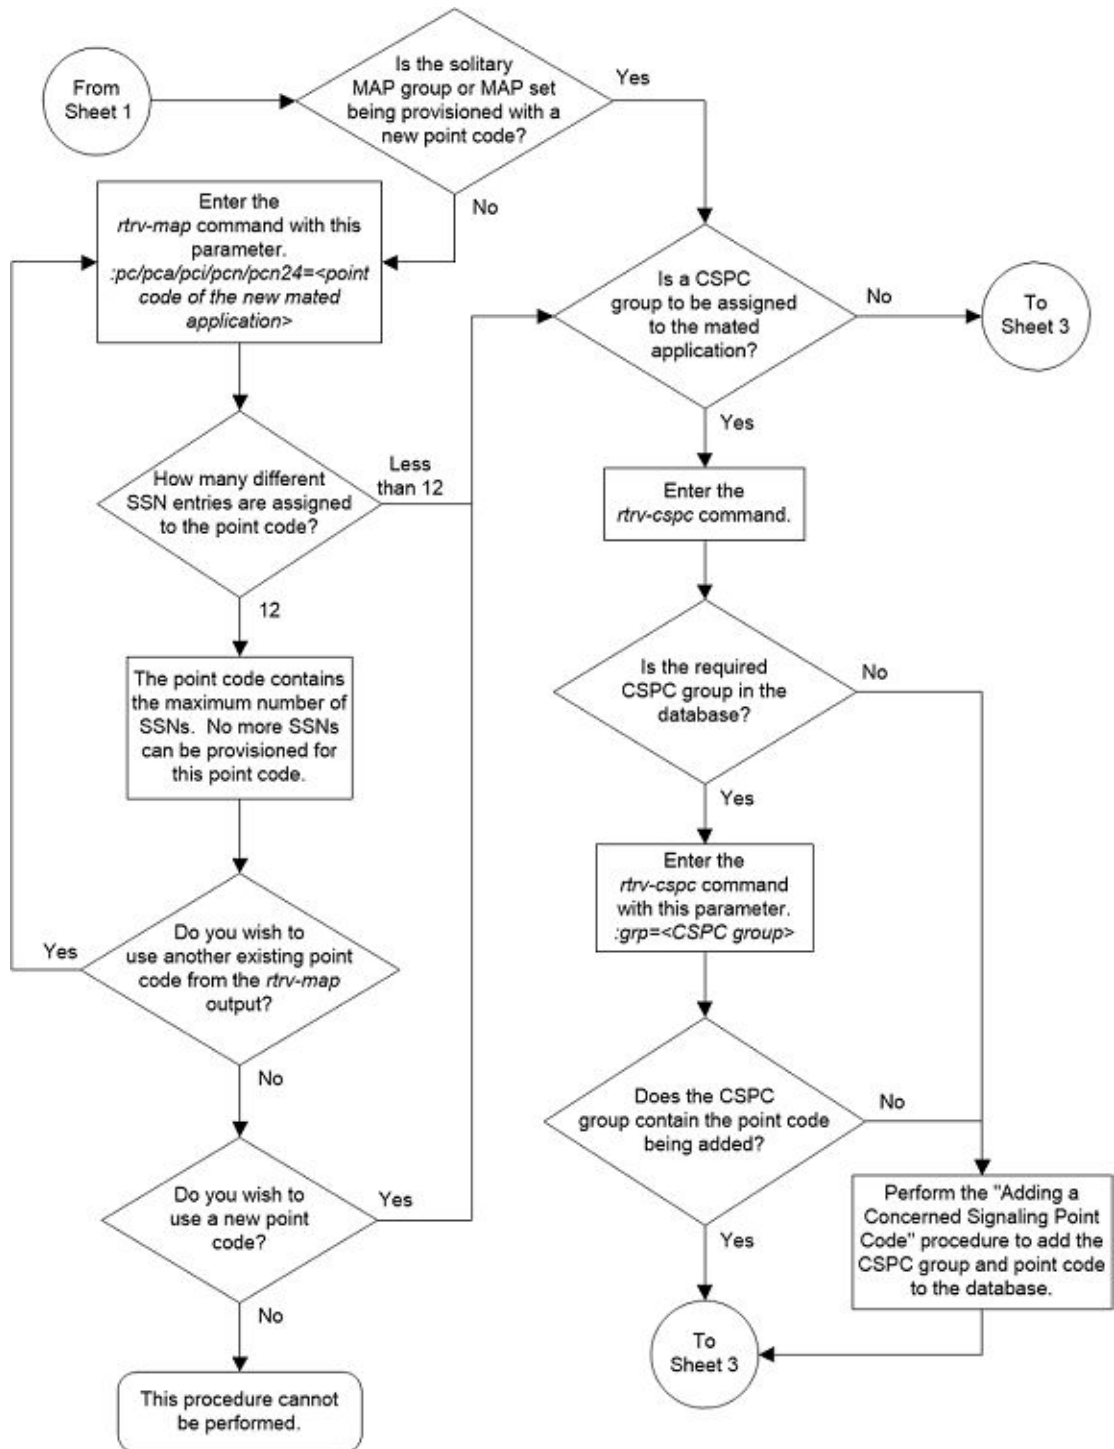 From
Sheet 1
Is the solitary
MAP group or MAP set
being provisioned with a
new point code?
Yes
No
Enter the
rtrv-map command with this
parameter.
:pc/pca/pci/pcn/pcn24=<point
code of the new mated
application>
Is a CSPC
group to be assigned
to the mated
application?
No
To
Sheet 3
Yes
How many different
SSN entries are assigned
to the point code?
Less
than 12
12
Enter the
rtrv-cspc command.
The point code contains
the maximum number of
SSNs. No more SSNs
can be provisioned for
this point code.
Is the required
CSPC group in the
database?
No
Yes
Enter the
rtrv-cspc command
with this parameter.
:grp=<CSPC group>
Do you wish to
use another existing point
code from the rtrv-map
output?
Yes
No
Does the CSPC
group contain the point code
being added?
No
Yes
Do you wish to
use a new point
code?
Yes
No
Perform the "Adding a
Concerned Signaling Point
Code" procedure to add the
CSPC group and point code
to the database.
To
Sheet 3
This procedure cannot
be performed.